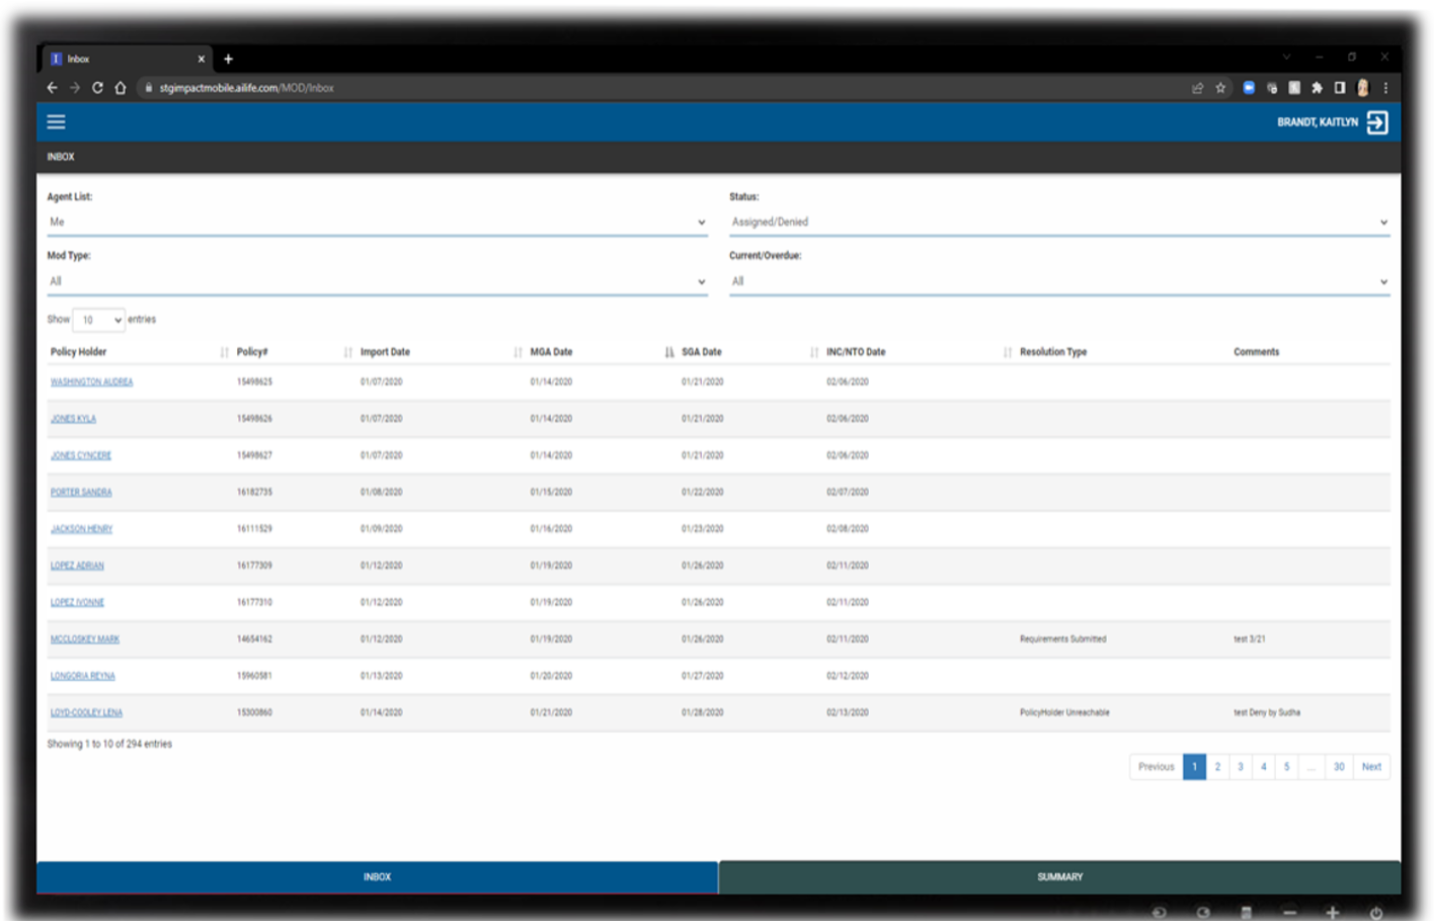 Inbox
stgimpactmobile.ailife.com/MOD/Inbox
BRANDT, KAITLYN
INBOX
Agent List: Status:
Me Assigned/Denied
Mod Type: Current/Overdue:
All All
Show 10 entries
Policy Holder Policy# Import Date MGA Date SGA Date INC/NTO Date Resolution Type Comments
WASHINGTON AUDREA 15498625 01/07/2020 01/14/2020 01/21/2020 02/06/2020
JONES KYLA 15498626 01/07/2020 01/14/2020 01/21/2020 02/06/2020
JONES CYNCERE 15498627 01/07/2020 01/14/2020 01/21/2020 02/06/2020
PORTER SANDRA 16182735 01/08/2020 01/15/2020 01/22/2020 02/07/2020
JACKSON HENRY 16111529 01/09/2020 01/16/2020 01/23/2020 02/08/2020
LOPEZ ADRIAN 16177309 01/12/2020 01/19/2020 01/26/2020 02/11/2020
LOPEZ IVONNE 16177310 01/12/2020 01/19/2020 01/26/2020 02/11/2020
MCCLOSKEY MARK 14654162 01/12/2020 01/19/2020 01/26/2020 02/11/2020 Requirements Submitted test 3/21
LONGORIA REYNA 15960581 01/13/2020 01/20/2020 01/27/2020 02/12/2020
LOYD-COOLEY LENA 15300860 01/14/2020 01/21/2020 01/28/2020 02/13/2020 PolicyHolder Unreachable test Deny by Sudha
Showing 1 to 10 of 294 entries
Previous 1 2 3 4 5 ... 30 Next
INBOX SUMMARY